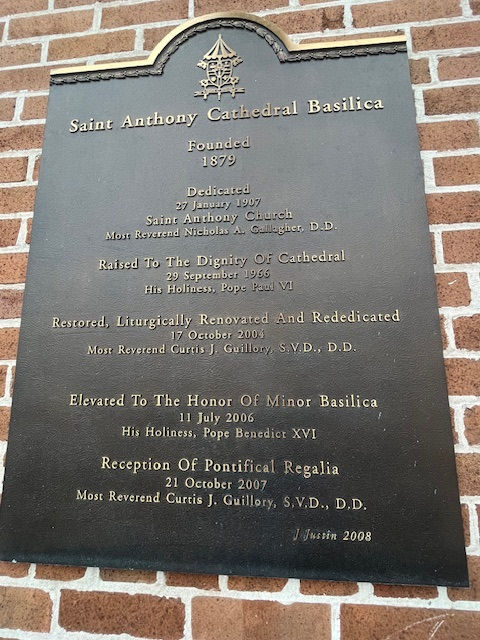 Saint Anthony Cathedral Basilica
Founded
1879
Dedicated
27 January 1907
Saint Anthony Church
Most Reverend Nicholas A. Gallagher, D.D.
Raised To The Dignity Of Cathedral
29 September 1966
His Holiness, Pope Paul VI
Restored, Liturgically Renovated And Rededicated
17 October 2004
Most Reverend Curtis J. Guillory, S.V.D., D.D.
Elevated To The Honor Of Minor Basilica
11 July 2006
His Holiness, Pope Benedict XVI
Reception Of Pontifical Regalia
21 October 2007
Most Reverend Curtis J. Guillory, S.V.D., D.D.
J Justin 2008